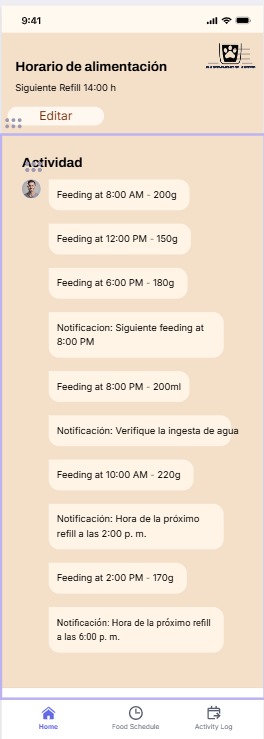 9:41
Horario de alimentación
Siguiente Refill 14:00 h
Editar
Actividad
Feeding at 8:00 AM - 200g
Feeding at 12:00 PM - 150g
Feeding at 6:00 PM - 180g
Notificacion: Siguiente feeding at
8:00 PM
Feeding at 8:00 PM - 200ml
Notificación: Verifique la ingesta de agua
Feeding at 10:00 AM - 220g
Notificación: Hora de la próximo
refill a las 2:00 p. m.
Feeding at 2:00 PM - 170g
Notificación: Hora de la próximo refill
a las 6:00 p. m.
Home
Food Schedule
Activity Log